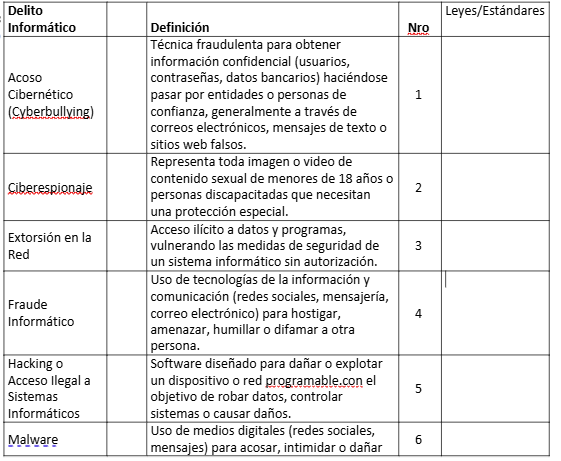 Delito
Informático
Definición
Nro
Leyes/Estándares
Acoso
Cibernético
(Cyberbullying)
Técnica fraudulenta para obtener
información confidencial (usuarios,
contraseñas, datos bancarios) haciéndose
pasar por entidades o personas de
confianza, generalmente a través de
correos electrónicos, mensajes de texto o
sitios web falsos.
1
Ciberespionaje
Representa toda imagen o video de
contenido sexual de menores de 18 años o
personas discapacitadas que necesitan
una protección especial.
2
Extorsión en la
Red
Acceso ilícito a datos y programas,
vulnerando las medidas de seguridad de
un sistema informático sin autorización.
3
Fraude
Informático
Uso de tecnologías de la información y
comunicación (redes sociales, mensajería,
correo electrónico) para hostigar,
amenazar, humillar o difamar a otra
persona.
4
Hacking o
Acceso Ilegal a
Sistemas
Informáticos
Software diseñado para dañar o explotar
un dispositivo o red programable.con el
objetivo de robar datos, controlar
sistemas o causar daños.
5
Malware
Uso de medios digitales (redes sociales,
mensajes) para acosar, intimidar o dañar
6